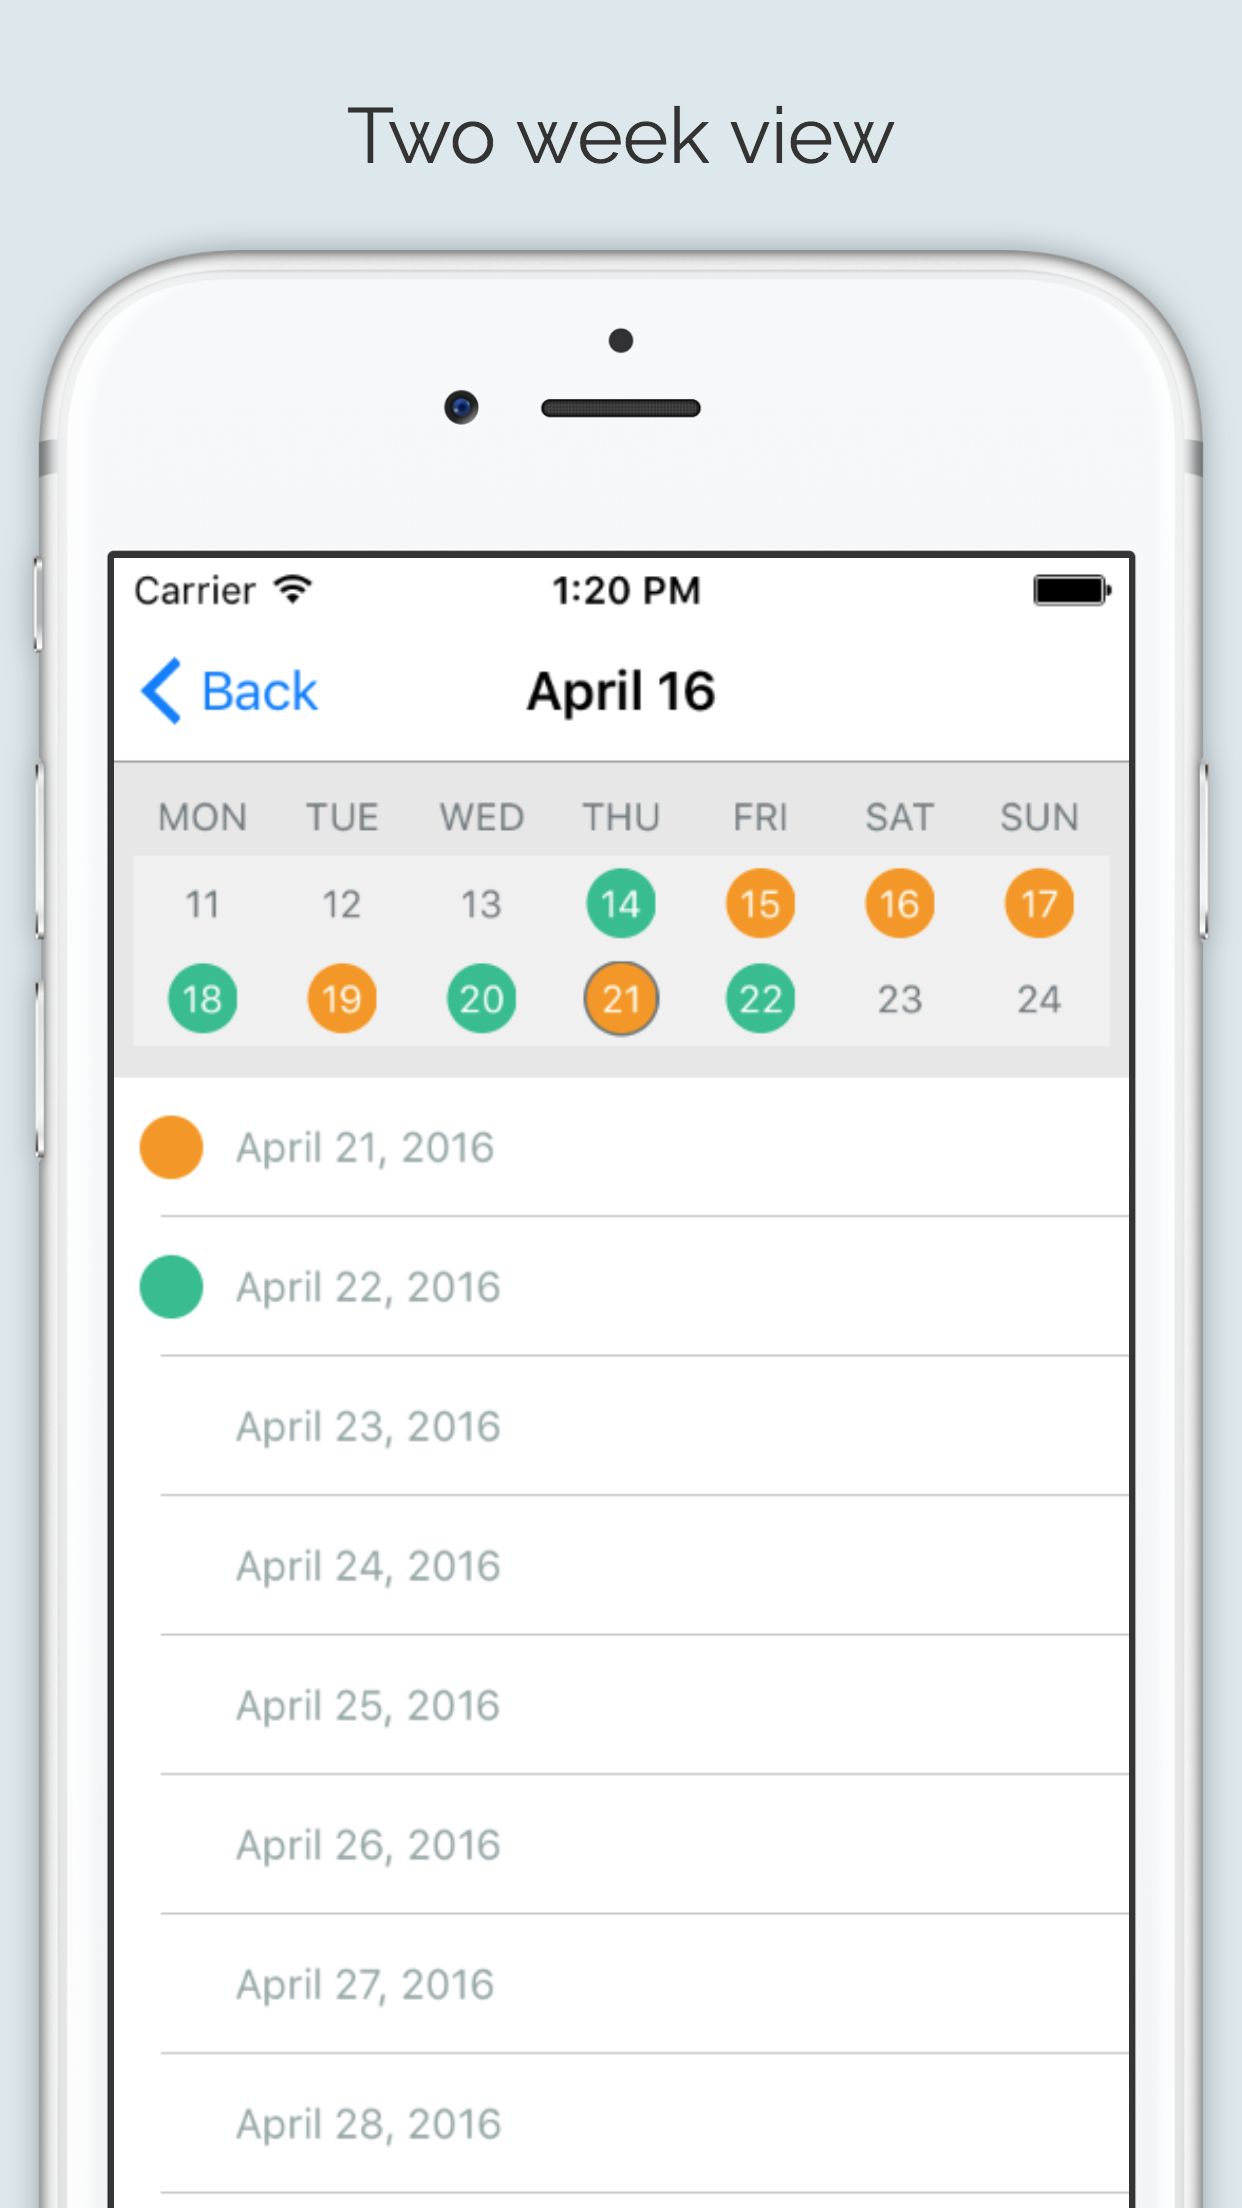 Two week view
Carrier 1:20 PM
Back April 16
MON TUE WED THU FRI SAT SUN
11 12 13 14 15 16 17
18 19 20 21 22 23 24
April 21, 2016
April 22, 2016
April 23, 2016
April 24, 2016
April 25, 2016
April 26, 2016
April 27, 2016
April 28, 2016